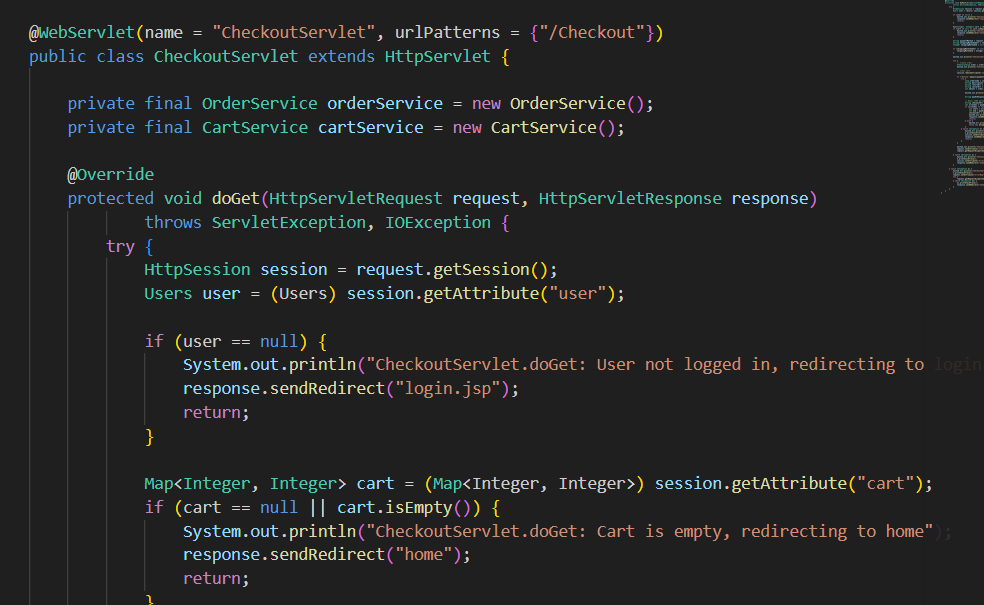 @WebServlet(name = "CheckoutServlet", urlPatterns = {"/Checkout"})
public class CheckoutServlet extends HttpServlet {
private final OrderService orderService = new OrderService();
private final CartService cartService = new CartService();
@Override
protected void doGet(HttpServletRequest request, HttpServletResponse response)
throws ServletException, IOException {
try {
HttpSession session = request.getSession();
Users user = (Users) session.getAttribute("user");
if (user == null) {
System.out.println("CheckoutServlet.doGet: User not logged in, redirecting to login
response.sendRedirect("login.jsp");
return;
}
Map<Integer, Integer> cart = (Map<Integer, Integer>) session.getAttribute("cart");
if (cart == null || cart.isEmpty()) {
System.out.println("CheckoutServlet.doGet: Cart is empty, redirecting to home");
response.sendRedirect("home");
return;
}